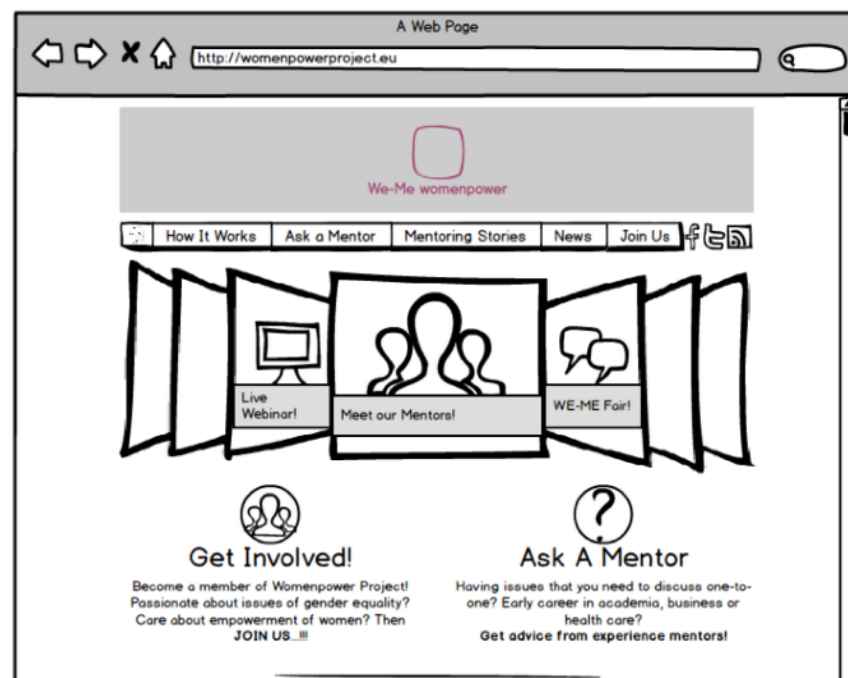 A Web Page
http://womenpowerproject.eu
We-Me womenpower
How It Works Ask a Mentor Mentoring Stories News Join Us
Live
Webinar!
Meet our Mentors!
WE-ME Fair!
Get Involved!
Become a member of Womenpower Project!
Passionate about issues of gender equality?
Care about empowerment of women? Then
JOIN US...!!!
Ask A Mentor
Having issues that you need to discuss one-to-
one? Early career in academia, business or
health care?
Get advice from experience mentors!